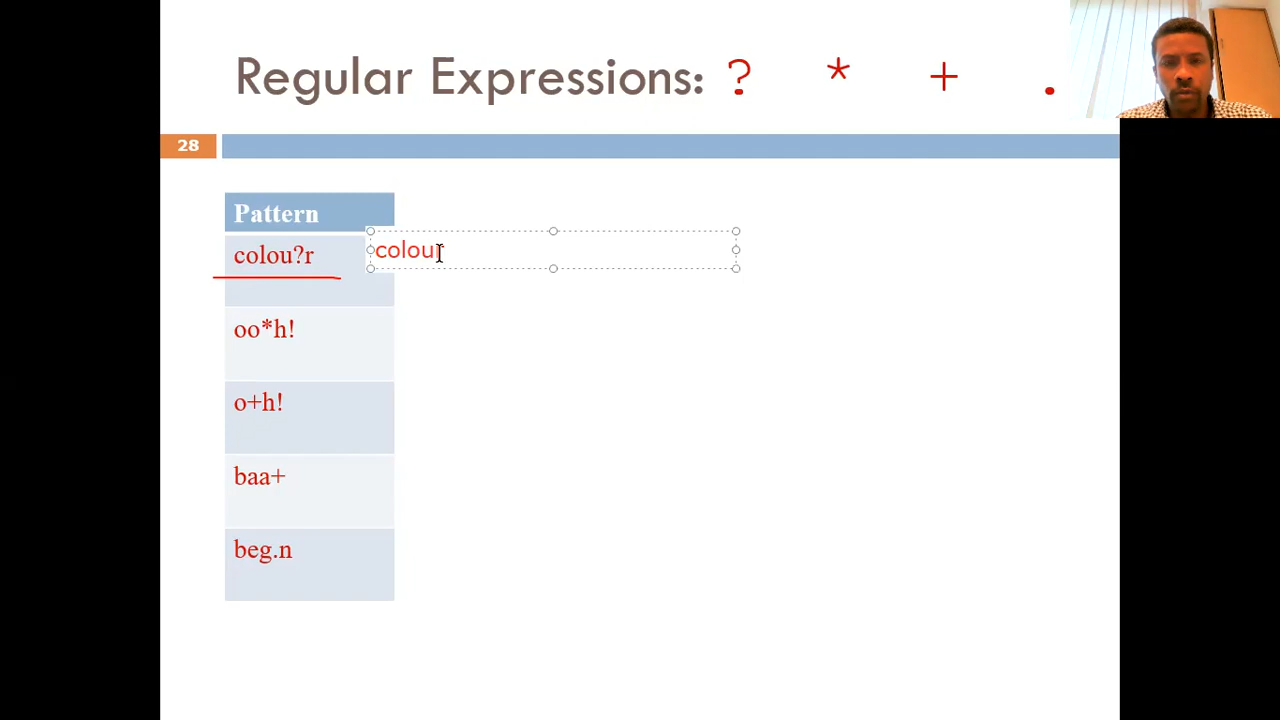 Regular Expressions: ? * + .
28
Pattern
colou?r
colour
oo*h!
o+h!
baa+
beg.n